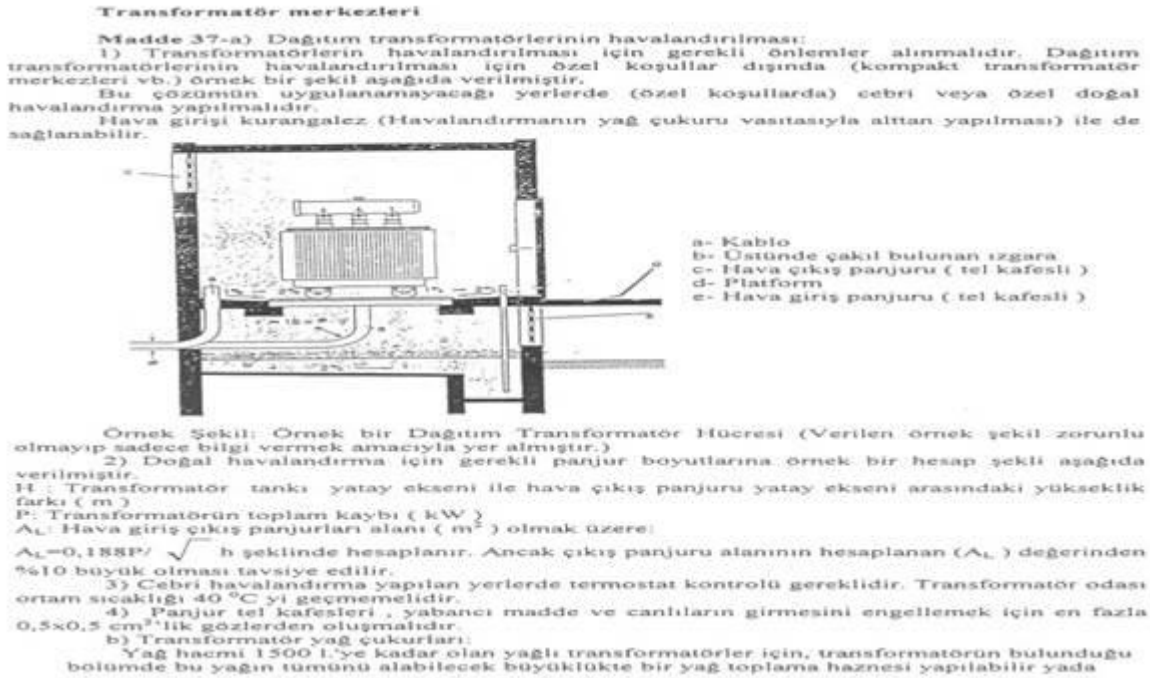 Transformatör merkezleri
Madde 37-a) Dağıtım transformatörlerinin havalandırılması:
1) Transformatörlerin havalandırılması için gerekli önlemler alınmalıdır. Dağıtım
transformatörlerinin havalandırılması için özel koşullar dışında (kompakt transformatör
merkezleri vb.) örnek bir şekil aşağıda verilmiştir.
Bu çözümün uygulanamayacağı yerlerde (özel koşullarda) cebri veya özel doğal
havalandırma yapılmalıdır.
Hava girişi kurangalez (Havalandırmanın yağ çukuru vasıtasıyla alttan yapılması) ile de
sağlanabilir.
a- Kablo
b- Üstünde çakıl bulunan ızgara
c- Hava çıkış panjuru ( tel kafesli )
d- Platform
e- Hava giriş panjuru ( tel kafesli )
Örnek Şekil: Örnek bir Dağıtım Transformatör Hücresi (Verilen örnek şekil zorunlu
olmayıp sadece bilgi vermek amacıyla yer almıştır.)
2) Doğal havalandırma için gerekli panjur boyutlarına örnek bir hesap şekli aşağıda
verilmiştir.
H : Transformatör tankı yatay ekseni ile hava çıkış panjuru yatay ekseni arasındaki yükseklik
farkı ( m )
P: Transformatörün toplam kaybı ( kW )
AL: Hava giriş çıkış panjurları alanı ( m² ) olmak üzere:
AL=0,188P/ √ h şeklinde hesaplanır. Ancak çıkış panjuru alanının hesaplanan (AL ) değerinden
%10 büyük olması tavsiye edilir.
3) Cebri havalandırma yapılan yerlerde termostat kontrolü gereklidir. Transformatör odası
ortam sıcaklığı 40 °C yi geçmemelidir.
4) Panjur tel kafesleri , yabancı madde ve canlıların girmesini engellemek için en fazla
0,5x0,5 cm²'lik gözlerden oluşmalıdır.
b) Transformatör yağ çukurları:
Yağ hacmi 1500 l.'ye kadar olan yağlı transformatörler için, transformatörün bulunduğu
bölümde bu yağın tümünü alabilecek büyüklükte bir yağ toplama haznesi yapılabilir yada